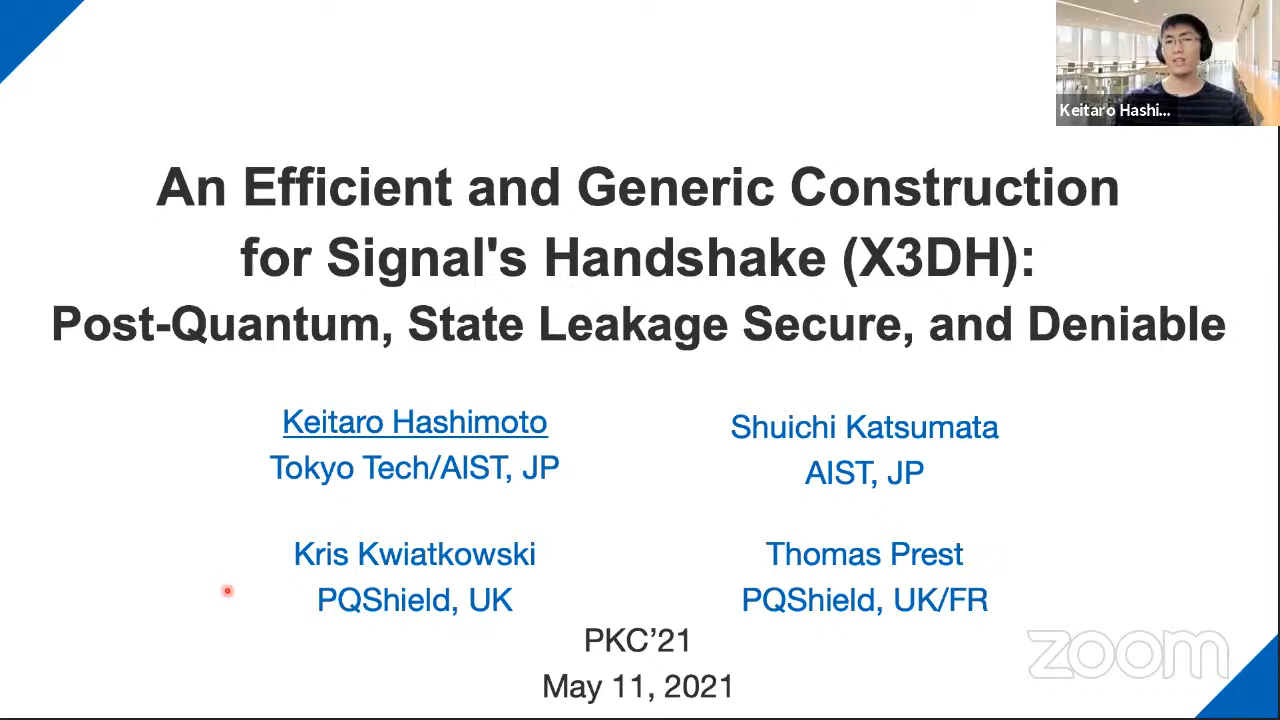 Keitaro Hashi...
An Efficient and Generic Construction
for Signal's Handshake (X3DH):
Post-Quantum, State Leakage Secure, and Deniable
Keitaro Hashimoto
Tokyo Tech/AIST, JP
Shuichi Katsumata
AIST, JP
Kris Kwiatkowski
PQShield, UK
Thomas Prest
PQShield, UK/FR
PKC’21
May 11, 2021
zoom